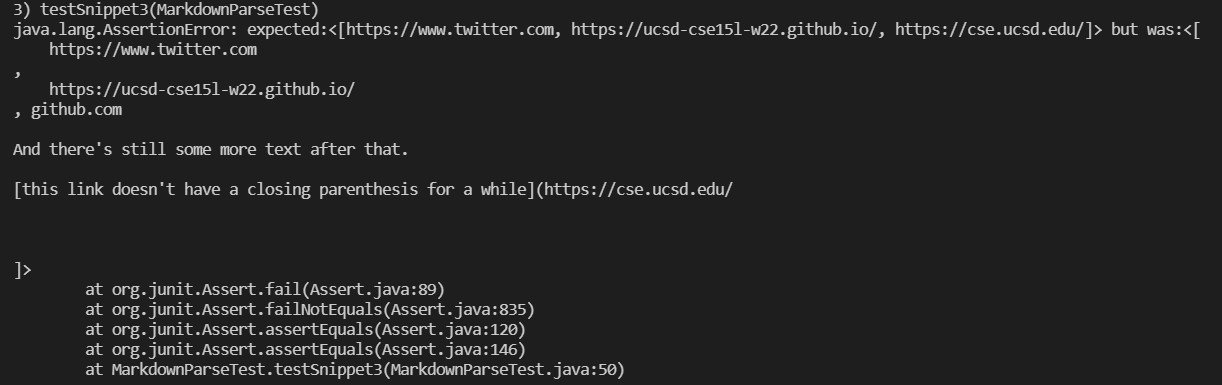 3) testSnippet3(MarkdownParseTest)
java.lang.AssertionError: expected:<[https://www.twitter.com, https://ucsd-cse15l-w22.github.io/, https://cse.ucsd.edu/]> but was:<[
    https://www.twitter.com
,
    https://ucsd-cse15l-w22.github.io/
, github.com

And there's still some more text after that.

[this link doesn't have a closing parenthesis for a while](https://cse.ucsd.edu/



]>
        at org.junit.Assert.fail(Assert.java:89)
        at org.junit.Assert.failNotEquals(Assert.java:835)
        at org.junit.Assert.assertEquals(Assert.java:120)
        at org.junit.Assert.assertEquals(Assert.java:146)
        at MarkdownParseTest.testSnippet3(MarkdownParseTest.java:50)